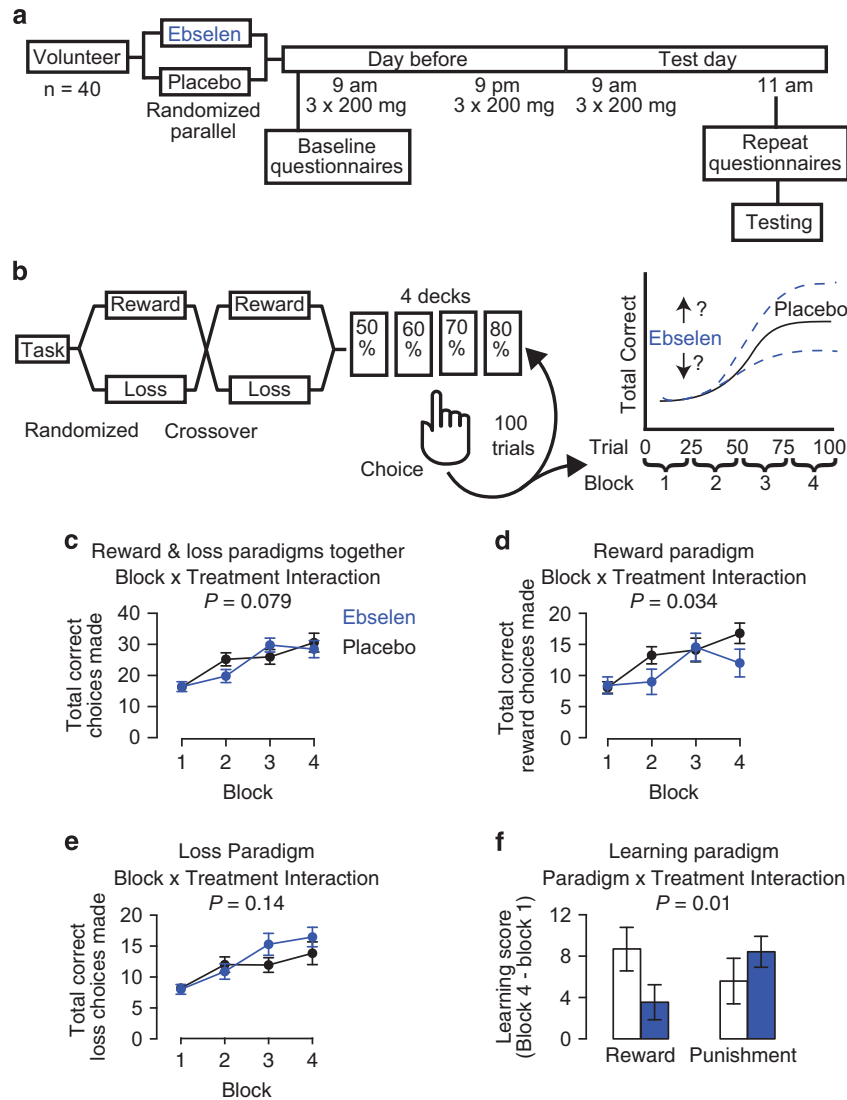 a
Volunteer
n = 40
Ebselen
Placebo
Randomized
parallel
Day before
Test day
9 am
3 x 200 mg
9 pm
3 x 200 mg
9 am
3 x 200 mg
11 am
Baseline
questionnaires
Repeat
questionnaires
Testing
b
Task
Reward
Loss
Reward
Loss
Randomized
Crossover
4 decks
50
%
60
%
70
%
80
%
Choice
100
trials
Total Correct
?
Ebselen
?
Placebo
Trial 0 25 50 75 100
Block 1 2 3 4
c
Reward & loss paradigms together
Block x Treatment Interaction
P = 0.079
Ebselen
Placebo
Total correct
choices made
40
30
20
10
0
1 2 3 4
Block
d
Reward paradigm
Block x Treatment Interaction
P = 0.034
Total correct
reward choices made
20
15
10
5
0
1 2 3 4
Block
e
Loss Paradigm
Block x Treatment Interaction
P = 0.14
Total correct
loss choices made
20
15
10
5
0
1 2 3 4
Block
f
Learning paradigm
Paradigm x Treatment Interaction
P = 0.01
Learning score
(Block 4 - block 1)
12
8
4
0
Reward Punishment